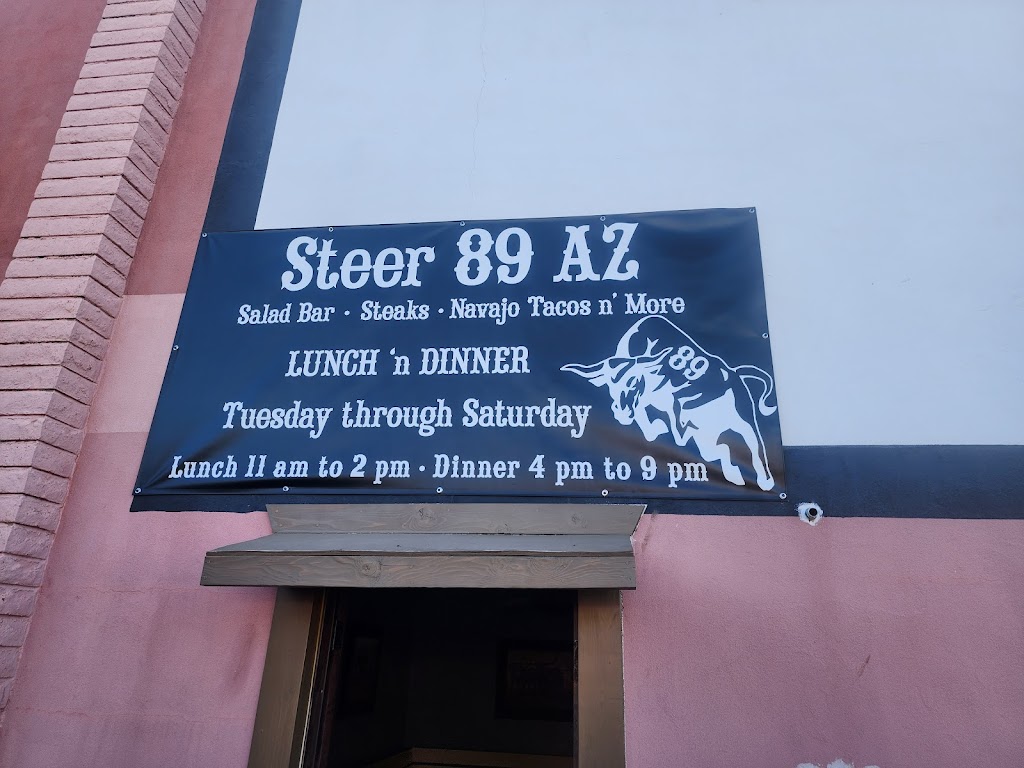 Steer 89 AZ
Salad Bar · Steaks · Navajo Tacos n' More
LUNCH 'n DINNER
89
Tuesday through Saturday
Lunch 11 am to 2 pm · Dinner 4 pm to 9 pm